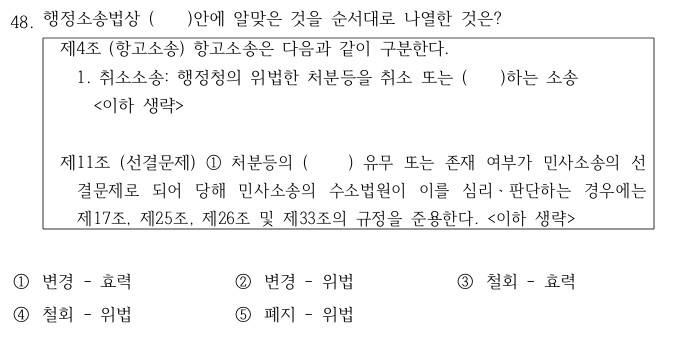 48. 행정소송법상 (    )안에 알맞은 것을 순서대로 나열한 것은?
제4조 (항고소송) 항고소송은 다음과 같이 구분한다.
1. 취소소송: 행정청의 위법한 처분등을 취소 또는 (    )하는 소송
<이하 생략>
제11조 (선결문제) ① 처분등의 (    ) 유무 또는 존재 여부가 민사소송의 선
결문제로 되어 당해 민사소송의 수소법원이 이를 심리ㆍ판단하는 경우에는
제17조, 제25조, 제26조 및 제33조의 규정을 준용한다. <이하 생략>
① 변경 - 효력 ② 변경 - 위법 ③ 철회 - 효력
④ 철회 - 위법 ⑤ 폐지 - 위법